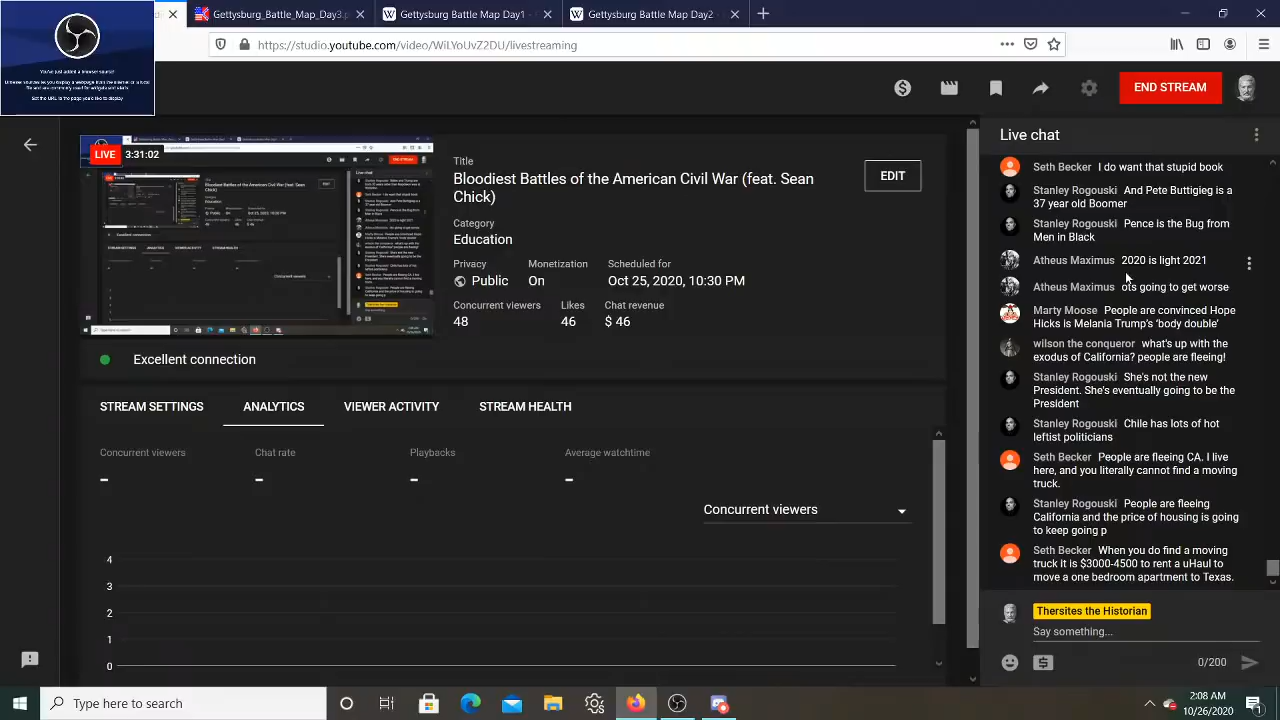 You've just added a browser source!
Gettysburg_Battle_Map_Day3.p
Gettysburg Battle Map Day1 -
Gettysburg Battle Map Day2 -
https://studio.youtube.com/video/WiLYoUvZ2DU/livestreaming
END STREAM
LIVE 3:31:02
Title
Bloodiest Battles of the American Civil War (feat. Sean
Chick)
EDIT
Category
Education
Privacy Monetization Scheduled for
Public On Oct 25, 2020, 10:30 PM
Concurrent viewers Likes Chat revenue
48 46 $ 46
Excellent connection
STREAM SETTINGS ANALYTICS VIEWER ACTIVITY STREAM HEALTH
Concurrent viewers Chat rate Playbacks Average watchtime
– – – –
Concurrent viewers
4
3
2
1
0
Live chat
Seth Becker I do want that stupid book
Stanley Rogouski And Pete Buttigieg is a
37 year old Boomer
Stanley Rogouski Pence is the Bug from
Men in Black
Atheus Maximus 2020 is light 2021
Atheus Maximus ots going to get worse
Marty Moose People are convinced Hope
Hicks is Melania Trump's 'body double'
wilson the conqueror what's up with the
exodus of California? people are fleeing!
Stanley Rogouski She's not the new
President. She's eventually going to be the
President
Stanley Rogouski Chile has lots of hot
leftist politicians
Seth Becker People are fleeing CA. I live
here, and you literally cannot find a moving
truck.
Stanley Rogouski People are fleeing
California and the price of housing is going
to keep going p
Seth Becker When you do find a moving
truck it is $3000-4500 to rent a uHaul to
move a one bedroom apartment to Texas.
Thersites the Historian
Say something...
0/200
Type here to search
2:08 AM
10/26/2020